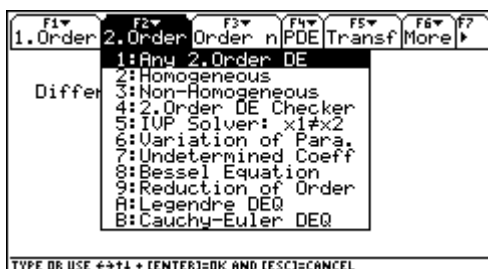 F1▾ F2▾ F3▾ F4▾ F5▾ F6▾ F7
1.Order 2.Order Order n PDE Transf More ▸
1:Any 2.Order DE
2:Homogeneous
Differ 3:Non-Homogeneous
4:2.Order DE Checker
5:IVP Solver: x1≠x2
6:Variation of Para.
7:Undetermined Coeff
8:Bessel Equation
9:Reduction of Order
A:Legendre DEQ
B:Cauchy-Euler DEQ
TYPE OR USE ←→↑↓ + [ENTER]=OK AND [ESC]=CANCEL